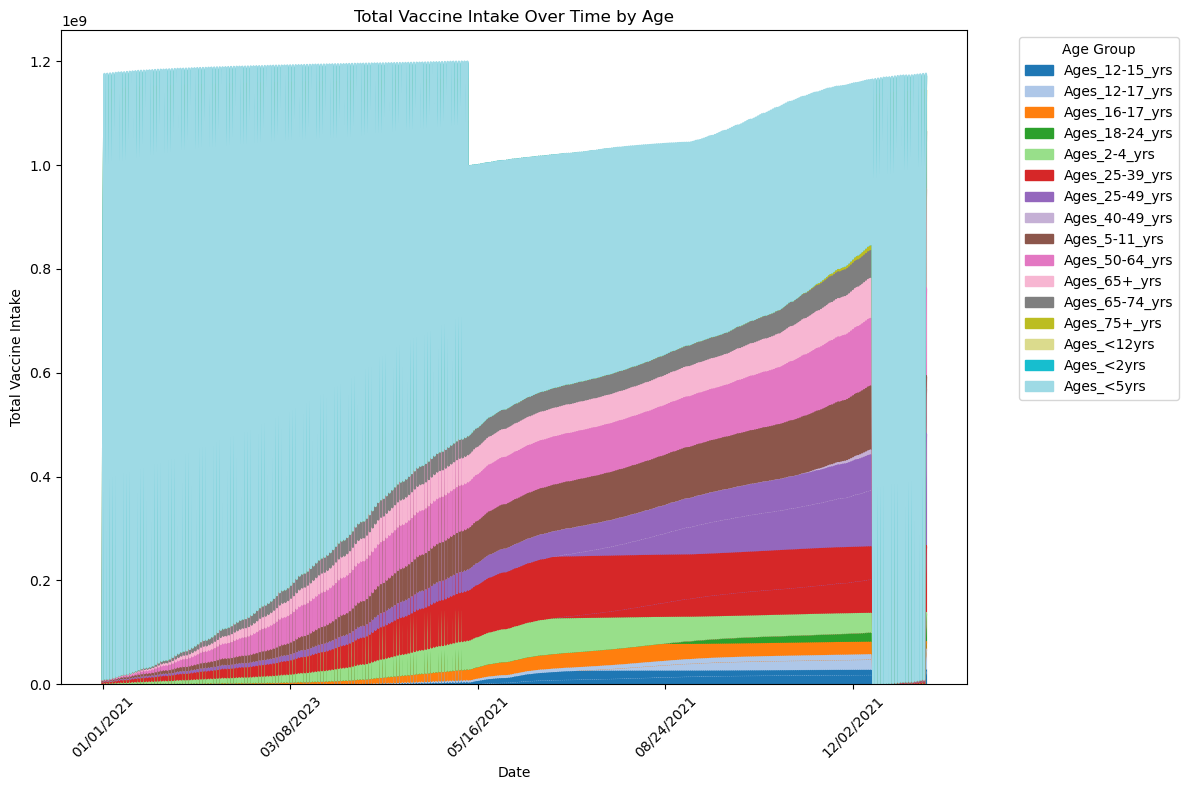 Total Vaccine Intake Over Time by Age
1e9
1.2
1.0
0.8
0.6
0.4
0.2
0.0
Total Vaccine Intake
01/01/2021
03/08/2023
05/16/2021
08/24/2021
12/02/2021
Date
Age Group
Ages_12-15_yrs
Ages_12-17_yrs
Ages_16-17_yrs
Ages_18-24_yrs
Ages_2-4_yrs
Ages_25-39_yrs
Ages_25-49_yrs
Ages_40-49_yrs
Ages_5-11_yrs
Ages_50-64_yrs
Ages_65+_yrs
Ages_65-74_yrs
Ages_75+_yrs
Ages_<12yrs
Ages_<2yrs
Ages_<5yrs